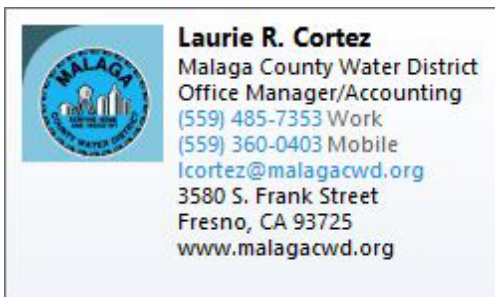 Laurie R. Cortez
Malaga County Water District
Office Manager/Accounting
(559) 485-7353 Work
(559) 360-0403 Mobile
lcortez@malagacwd.org
3580 S. Frank Street
Fresno, CA 93725
www.malagacwd.org
MALAGA
COUNTY WATER DISTRICT